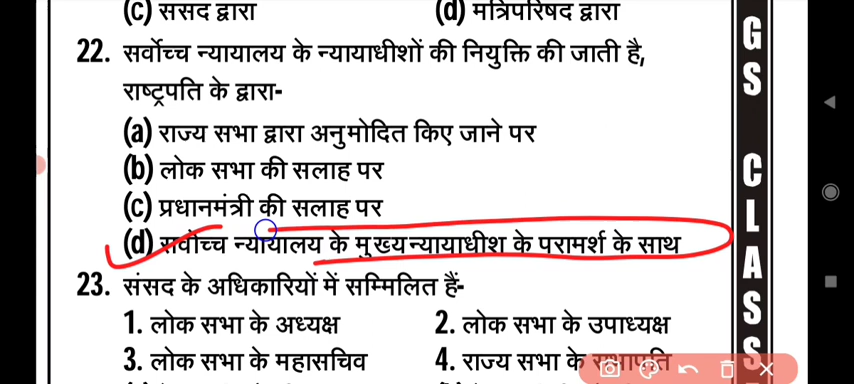 (c) संसद द्वारा (d) मंत्रिपरिषद द्वारा
22. सर्वोच्च न्यायालय के न्यायाधीशों की नियुक्ति की जाती है,
राष्ट्रपति के द्वारा-
(a) राज्य सभा द्वारा अनुमोदित किए जाने पर
(b) लोक सभा की सलाह पर
(c) प्रधानमंत्री की सलाह पर
(d) सर्वोच्च न्यायालय के मुख्यन्यायाधीश के परामर्श के साथ
23. संसद के अधिकारियों में सम्मिलित हैं-
1. लोक सभा के अध्यक्ष 2. लोक सभा के उपाध्यक्ष
3. लोक सभा के महासचिव 4. राज्य सभा के सभापति
GS CLASS